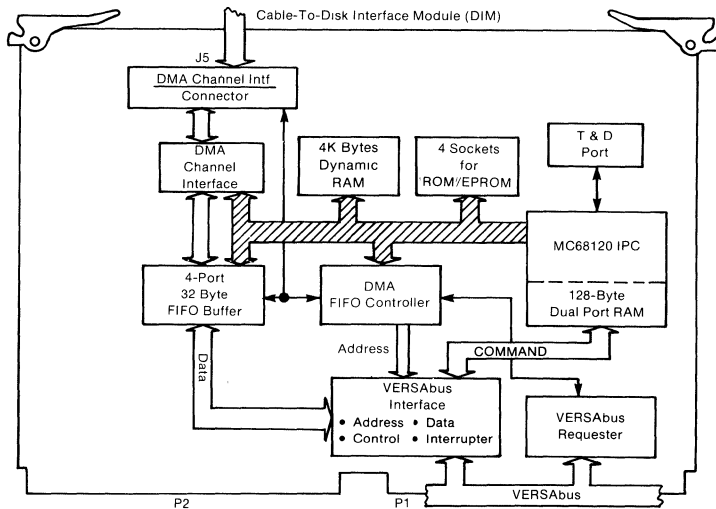 Cable-To-Disk Interface Module (DIM)
J5
DMA Channel Intf
Connector
DMA
Channel
Interface
4K Bytes
Dynamic
RAM
4 Sockets
for
ROM/EPROM
T & D
Port
MC68120 IPC
128-Byte
Dual Port RAM
4-Port
32 Byte
FIFO Buffer
DMA
FIFO Controller
Data
Address
COMMAND
VERSAbus
Interface
• Address • Data
• Control • Interrupter
VERSAbus
Requester
P2
P1
VERSAbus